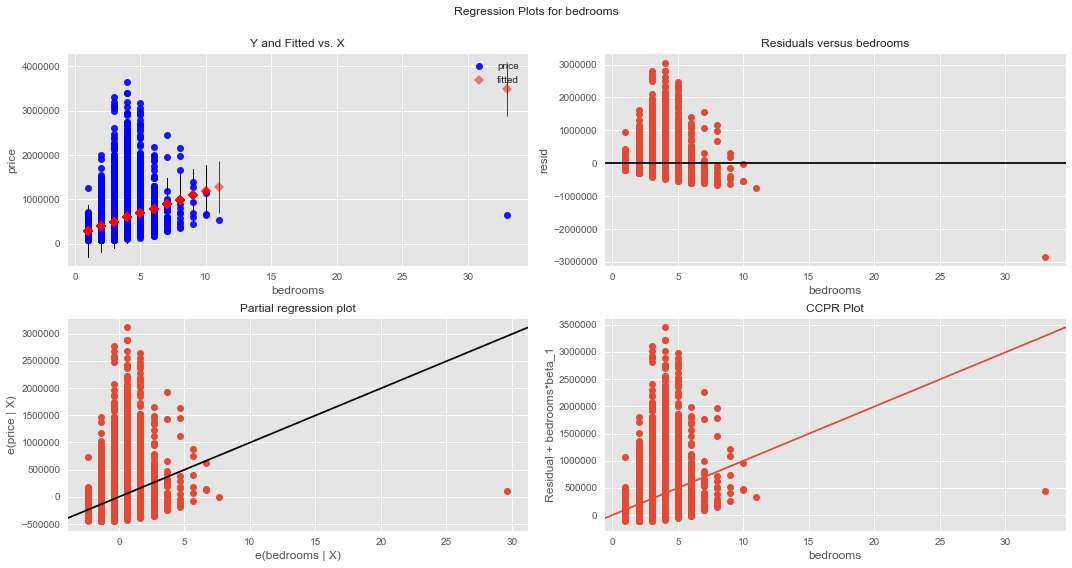 Regression Plots for bedrooms
Y and Fitted vs. X
4000000
3000000
2000000
1000000
0
price
0 5 10 15 20 25 30
bedrooms
price
fitted
Residuals versus bedrooms
3000000
2000000
1000000
0
−1000000
−2000000
−3000000
resid
0 5 10 15 20 25 30
bedrooms
Partial regression plot
3000000
2500000
2000000
1500000
1000000
500000
0
−500000
e(price | X)
0 5 10 15 20 25 30
e(bedrooms | X)
CCPR Plot
3500000
3000000
2500000
2000000
1500000
1000000
500000
0
Residual + bedrooms*beta_1
0 5 10 15 20 25 30
bedrooms